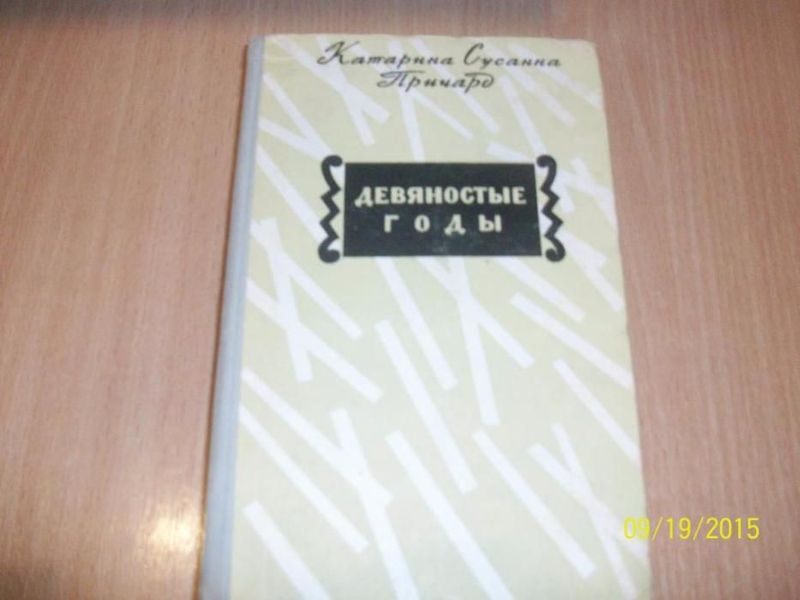 Катарина Сусанна
Причард
ДЕВЯНОСТЫЕ
ГОДЫ
09/19/2015